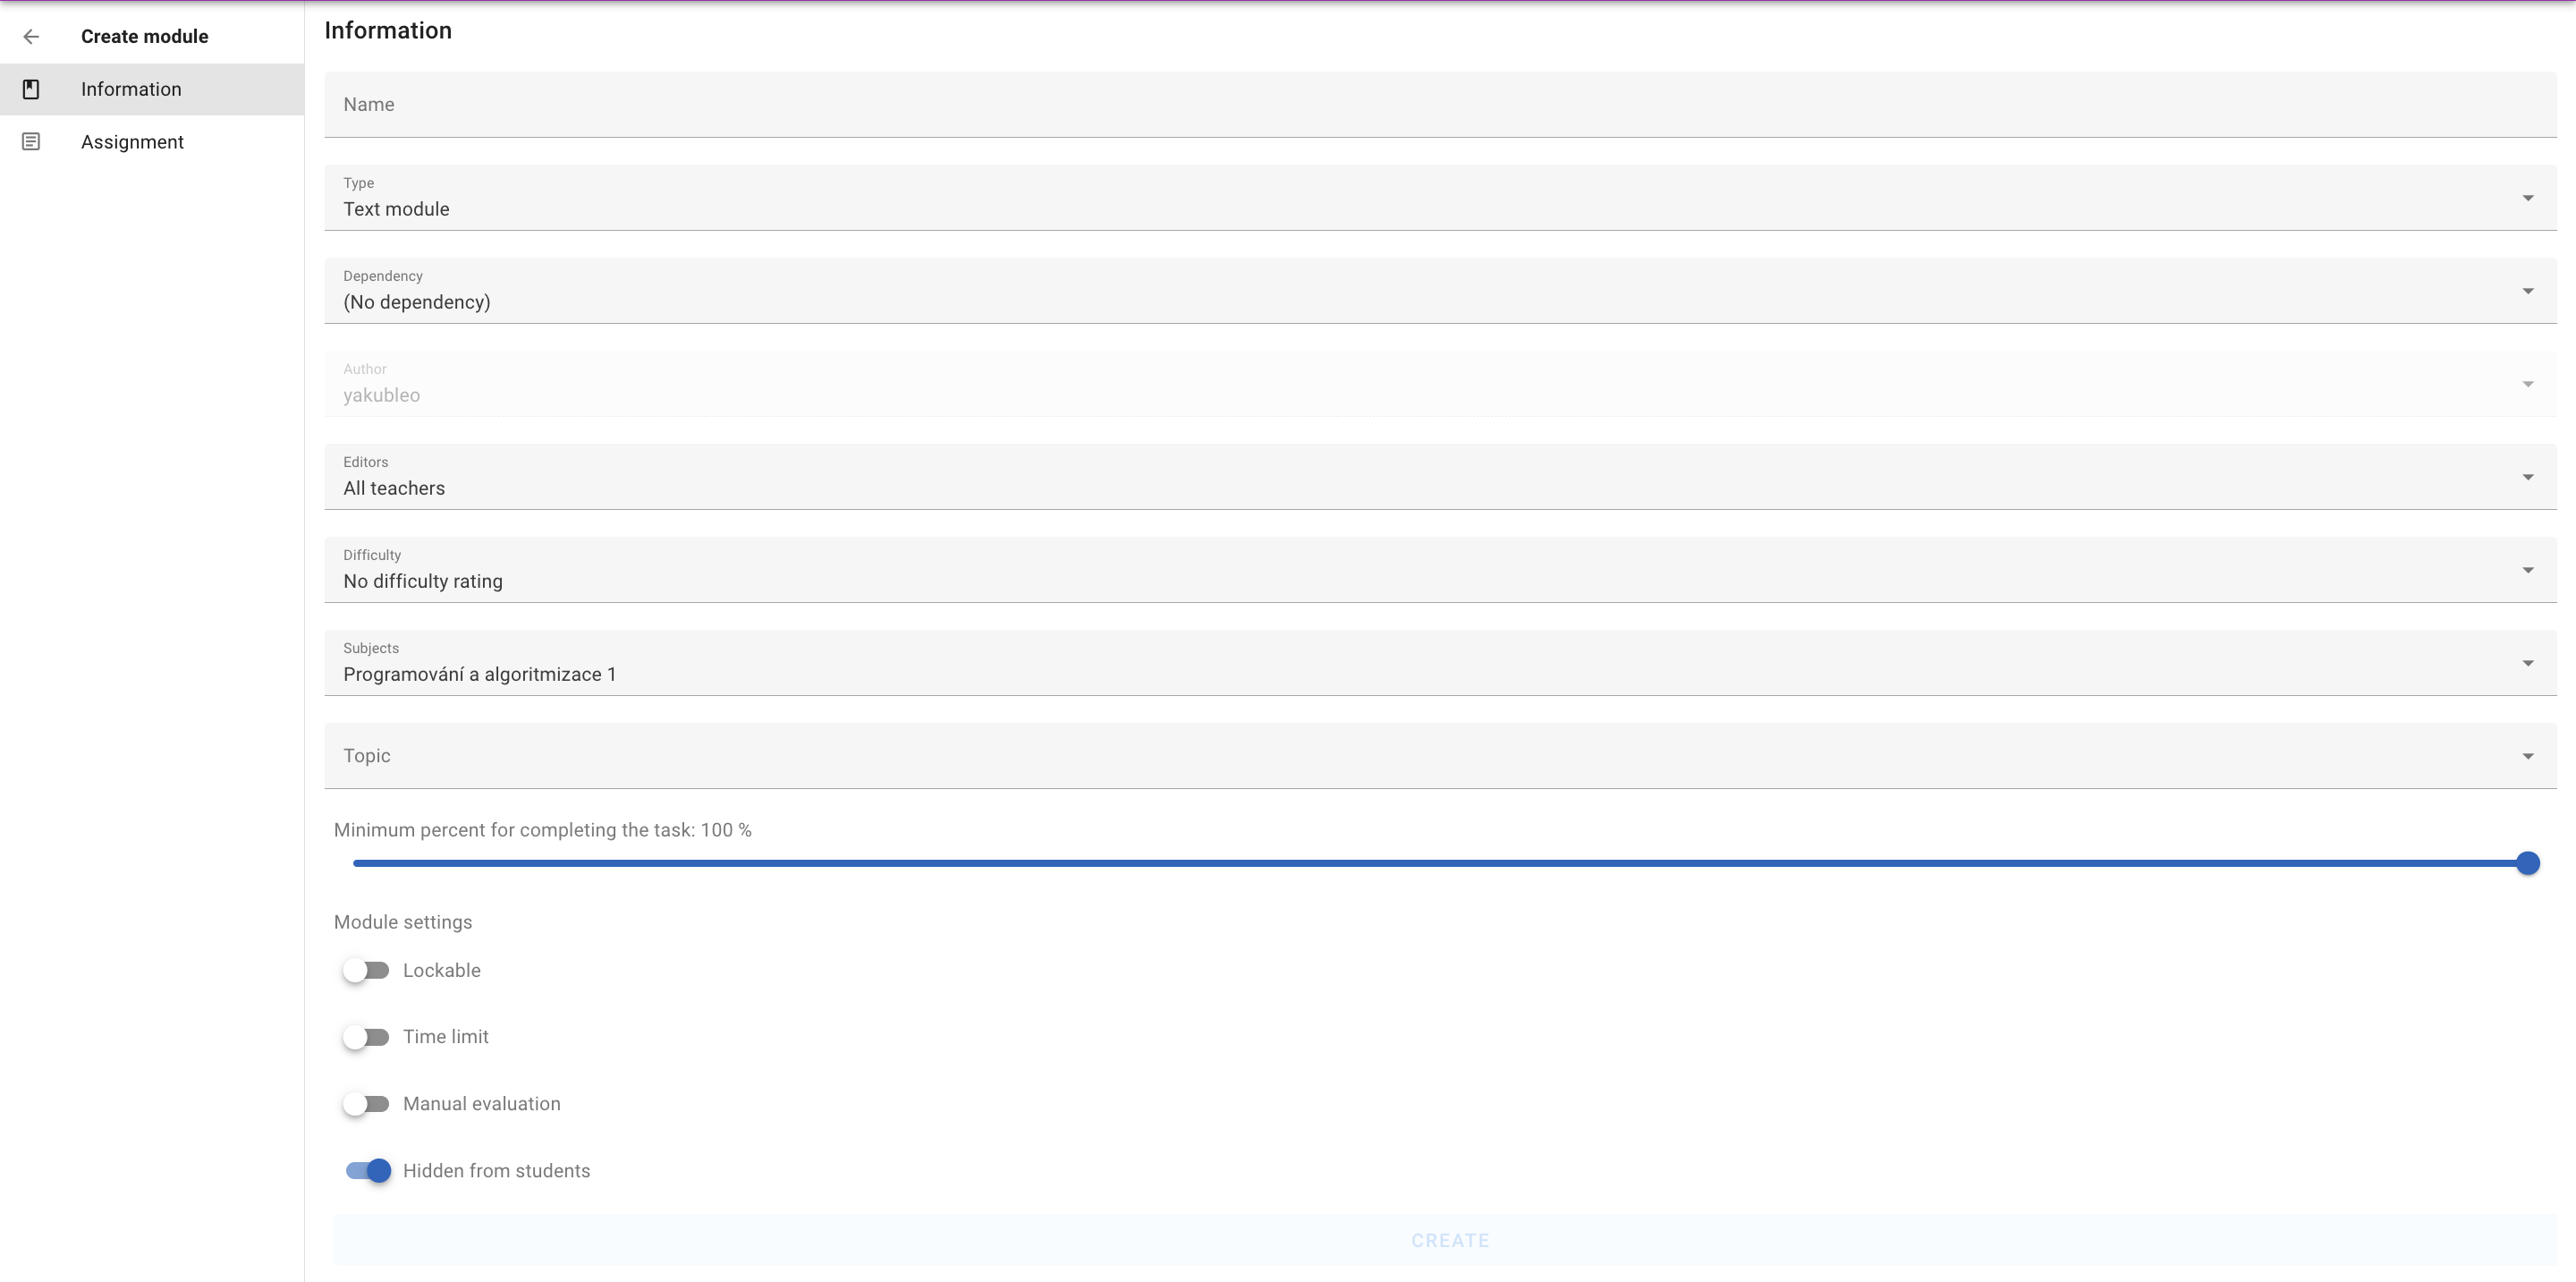 Create module
Information
Assignment
Information
Name
Type
Text module
Dependency
(No dependency)
Author
yakubleo
Editors
All teachers
Difficulty
No difficulty rating
Subjects
Programování a algoritmizace 1
Topic
Minimum percent for completing the task: 100 %
Module settings
Lockable
Time limit
Manual evaluation
Hidden from students
CREATE